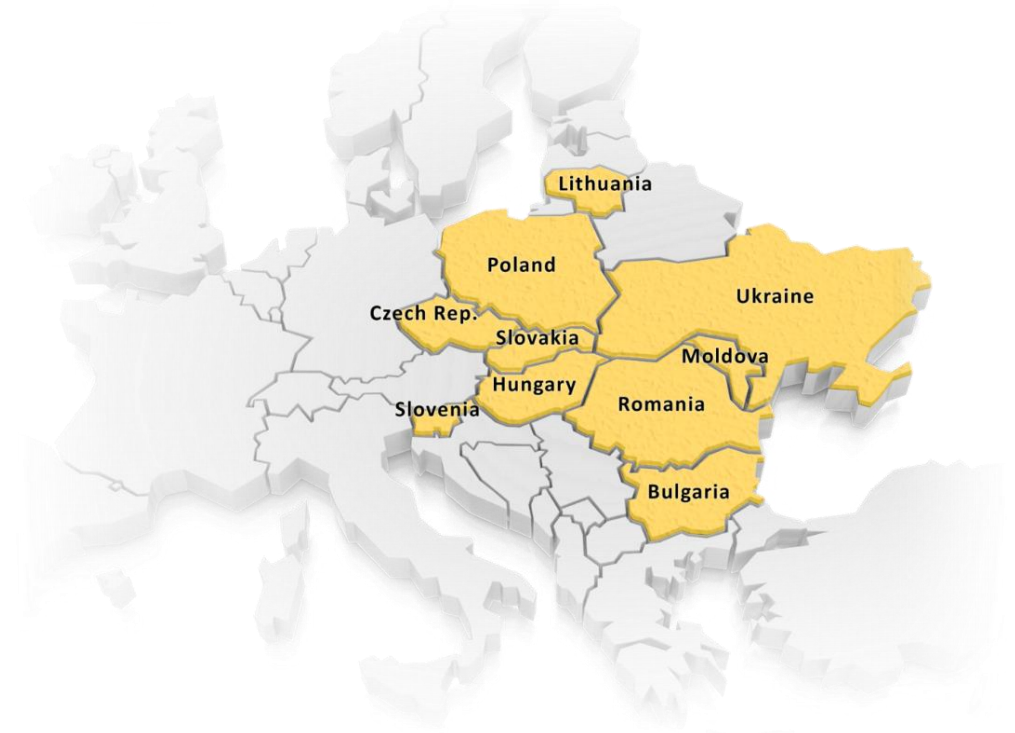 Lithuania
Poland
Ukraine
Czech Rep.
Slovakia
Moldova
Hungary
Romania
Slovenia
Bulgaria